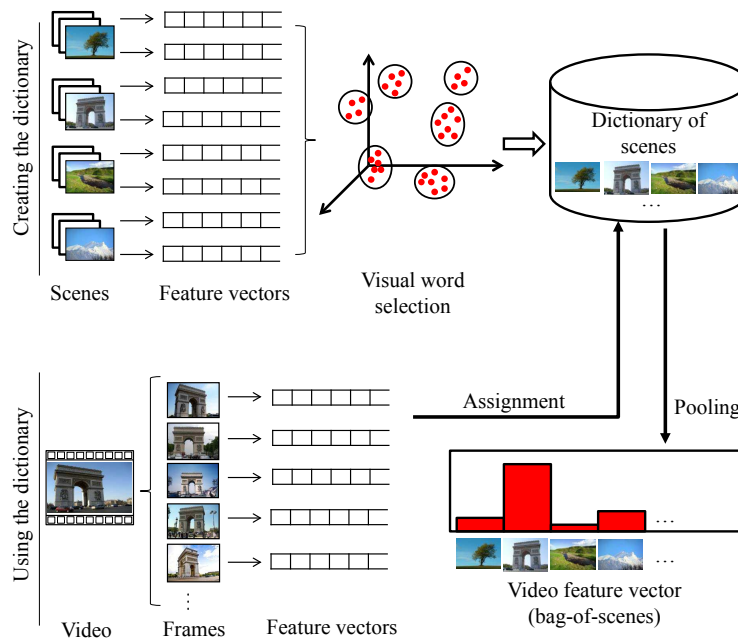 Creating the dictionary
Scenes
Feature vectors
Visual word
selection
Dictionary of
scenes
...
Using the dictionary
Video
Frames
...
Feature vectors
Assignment
Pooling
...
...
Video feature vector
(bag-of-scenes)